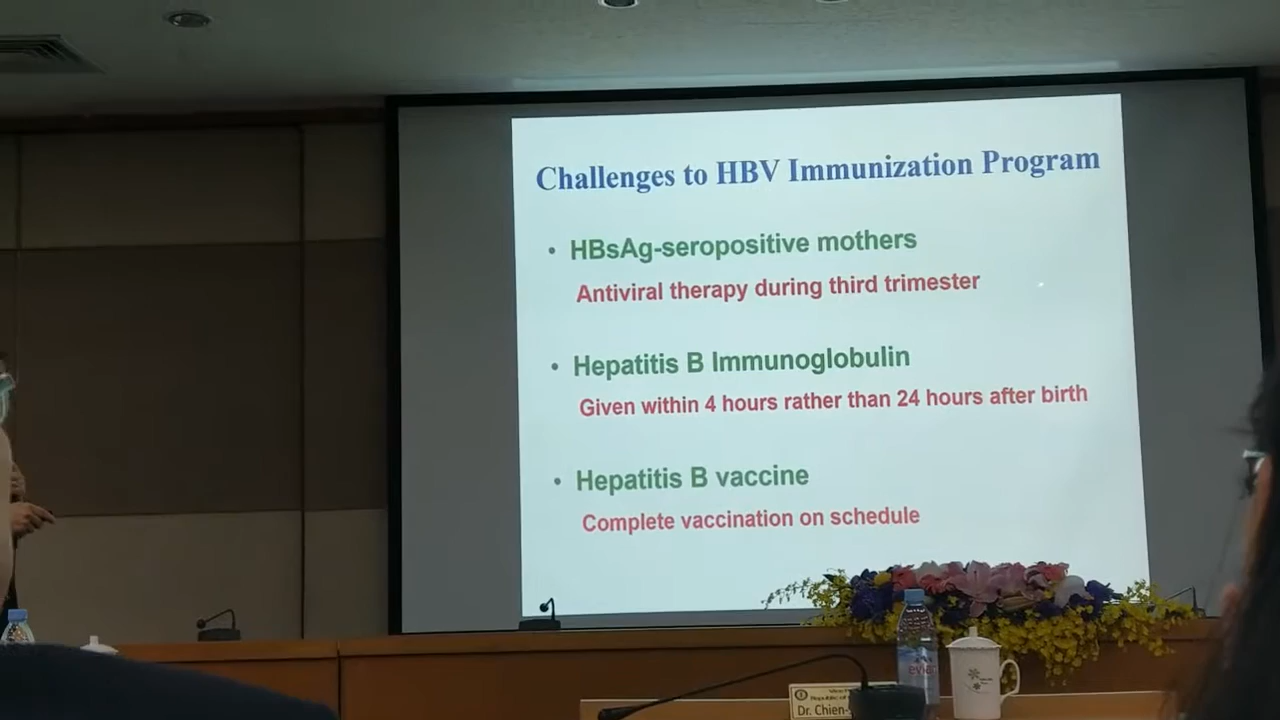 Challenges to HBV Immunization Program
• HBsAg-seropositive mothers
Antiviral therapy during third trimester
• Hepatitis B Immunoglobulin
Given within 4 hours rather than 24 hours after birth
• Hepatitis B vaccine
Complete vaccination on schedule
evian
Dr. Chien-